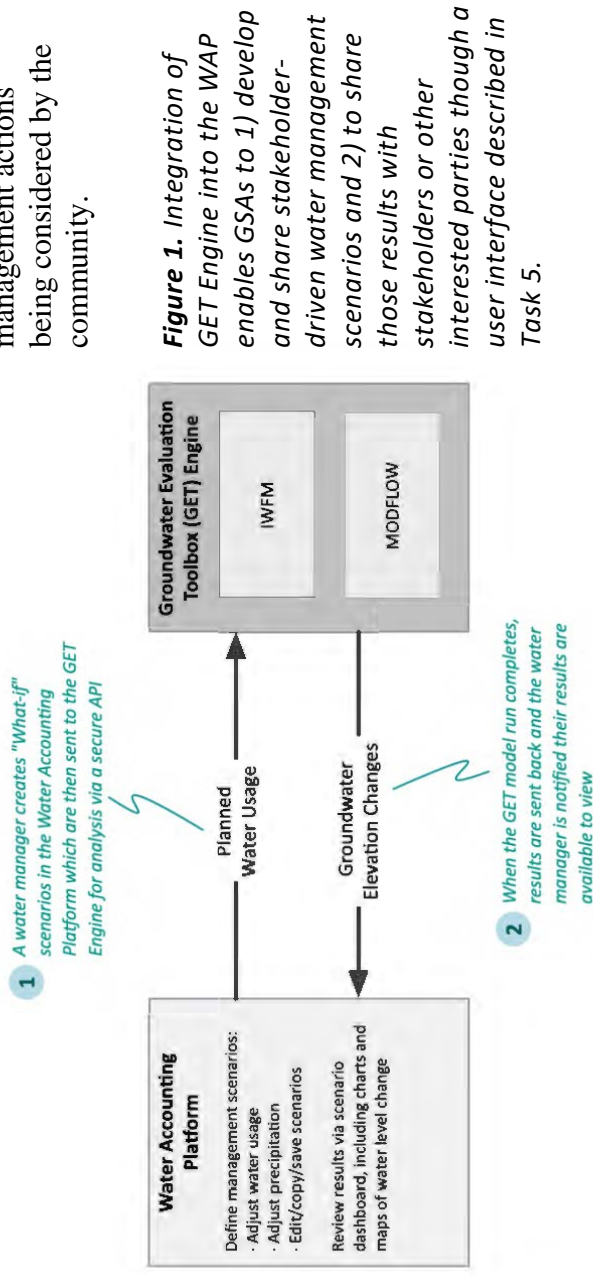 management actions
being considered by the
community.
1 A water manager creates "What-if"
scenarios in the Water Accounting
Platform which are then sent to the GET
Engine for analysis via a secure API
Water Accounting
Platform
Define management scenarios:
· Adjust water usage
· Adjust precipitation
· Edit/copy/save scenarios
Review results via scenario
dashboard, including charts and
maps of water level change
Planned
Water Usage
Groundwater
Elevation Changes
Groundwater Evaluation
Toolbox (GET) Engine
IWFM
MODFLOW
2 When the GET model run completes,
results are sent back and the water
manager is notified their results are
available to view
Figure 1. Integration of
GET Engine into the WAP
enables GSAs to 1) develop
and share stakeholder-
driven water management
scenarios and 2) to share
those results with
stakeholders or other
interested parties though a
user interface described in
Task 5.